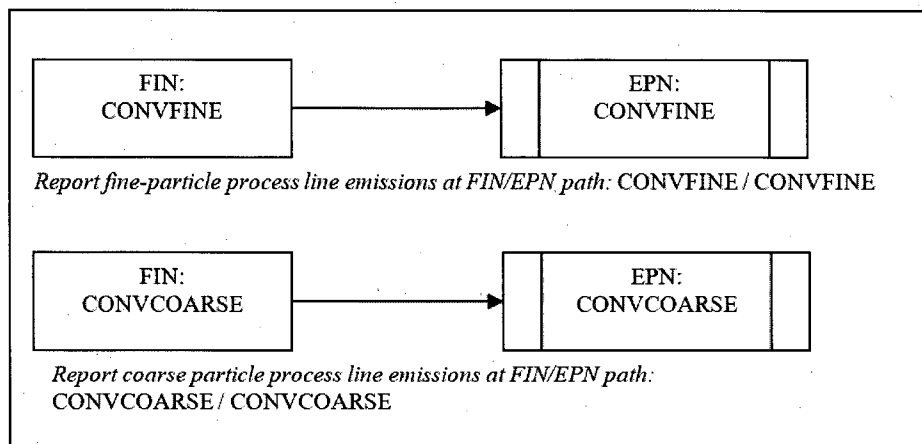 FIN:
CONVFINE
EPN:
CONVFINE
Report fine-particle process line emissions at FIN/EPN path: CONVFINE / CONVFINE
FIN:
CONVCOARSE
EPN:
CONVCOARSE
Report coarse particle process line emissions at FIN/EPN path:
CONVCOARSE / CONVCOARSE